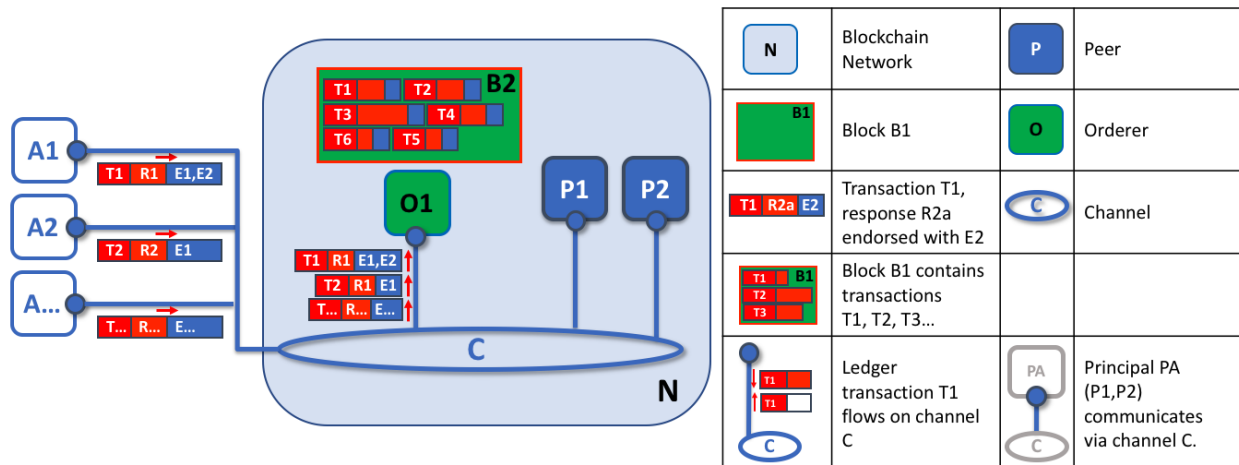 A1
T1 R1 E1,E2
A2
T2 R2 E1
A...
T... R... E...
B2
T1 T2
T3 T4
T6 T5
O1
P1
P2
T1 R1 E1,E2
T2 R1 E1
T... R... E...
C
N
N
Blockchain
Network
P
Peer
B1
Block B1
O
Orderer
T1 R2a E2
Transaction T1,
response R2a
endorsed with E2
C
Channel
B1
T1
T2
T3
Block B1 contains
transactions
T1, T2, T3...
T1
T1
C
Ledger
transaction T1
flows on channel
C
PA
C
Principal PA
(P1,P2)
communicates
via channel C.